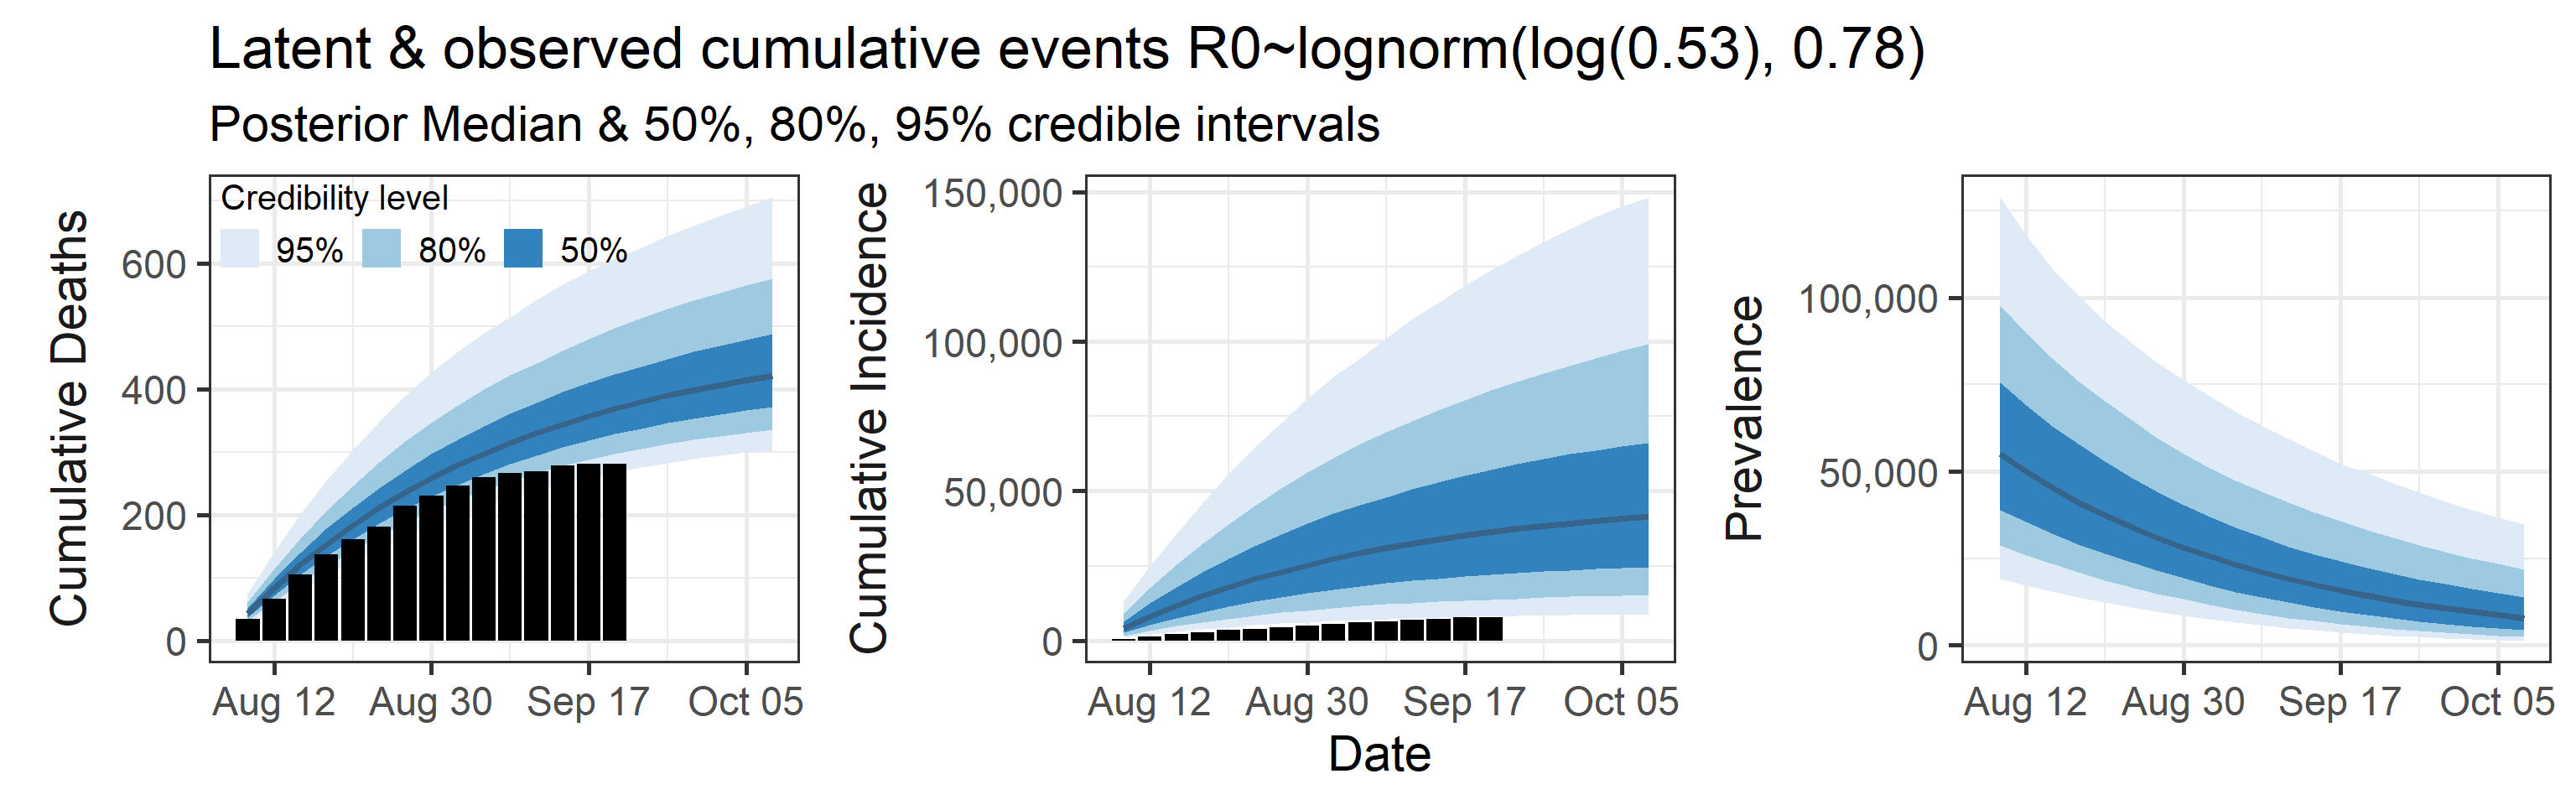 Latent & observed cumulative events R0~lognorm(log(0.53), 0.78)
Posterior Median & 50%, 80%, 95% credible intervals
Cumulative Deaths
Credibility level
95% 80% 50%
600
400
200
0
Aug 12 Aug 30 Sep 17 Oct 05
Cumulative Incidence
150,000
100,000
50,000
0
Aug 12 Aug 30 Sep 17 Oct 05
Prevalence
100,000
50,000
0
Aug 12 Aug 30 Sep 17 Oct 05
Date